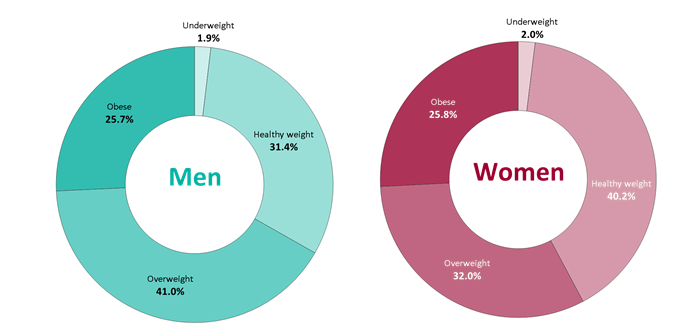 Underweight
1.9%
Obese
25.7%
Healthy weight
31.4%
Men
Overweight
41.0%
Underweight
2.0%
Obese
25.8%
Women
Healthy weight
40.2%
Overweight
32.0%